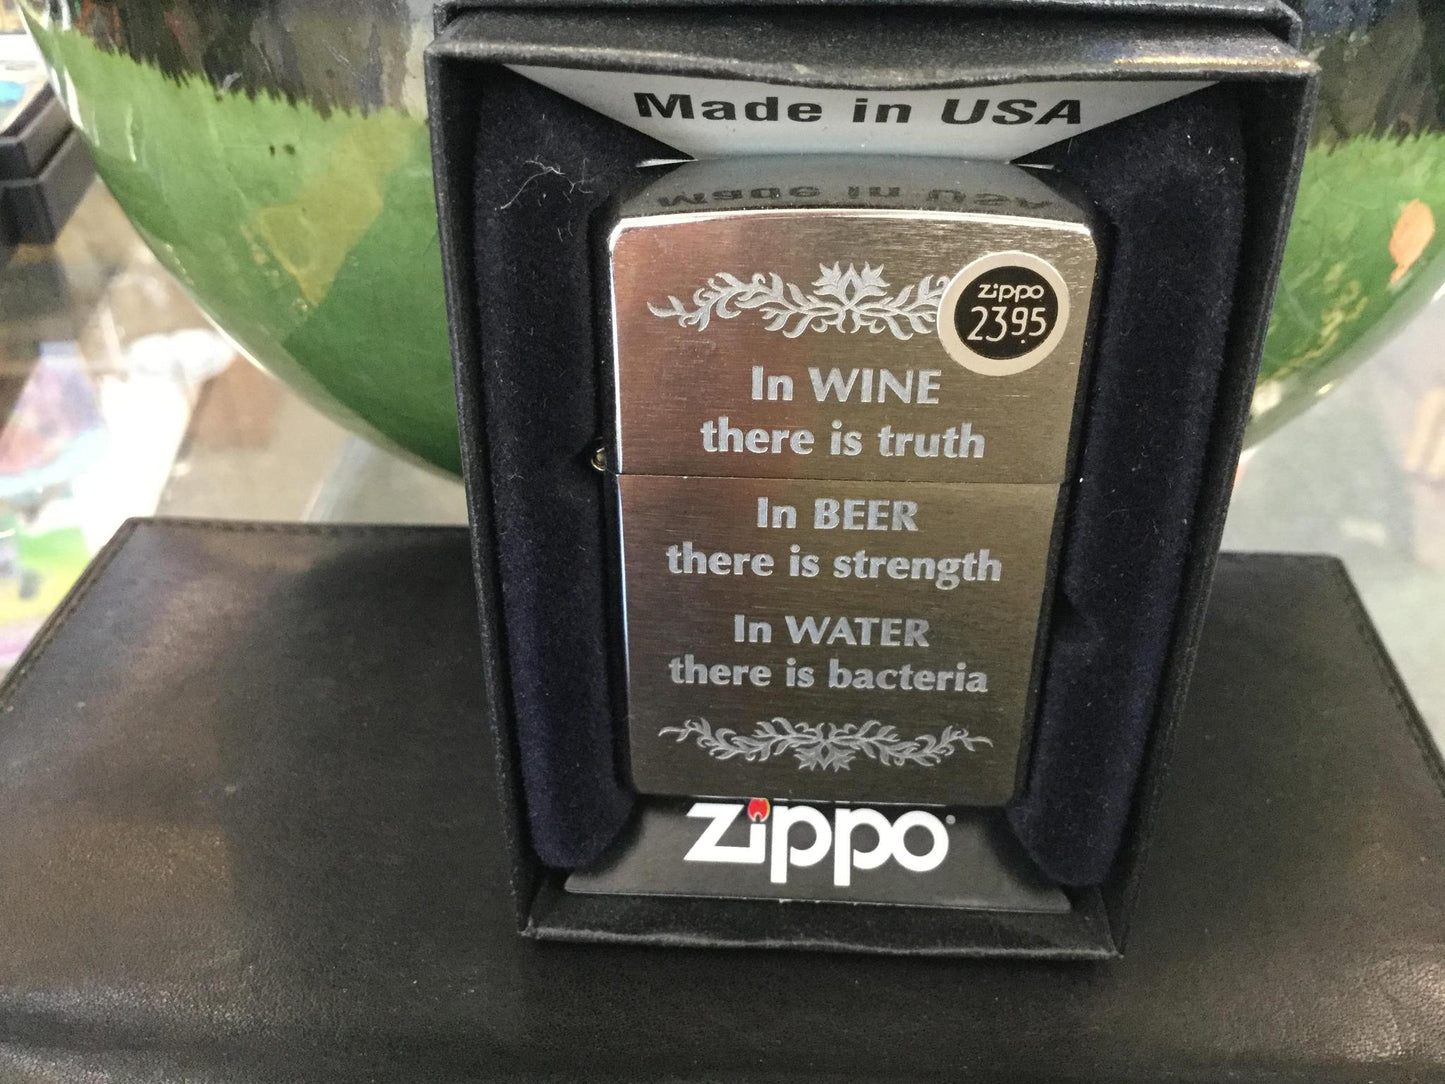 Made in USA
zippo
23.95
In WINE
there is truth
In BEER
there is strength
In WATER
there is bacteria
zippo